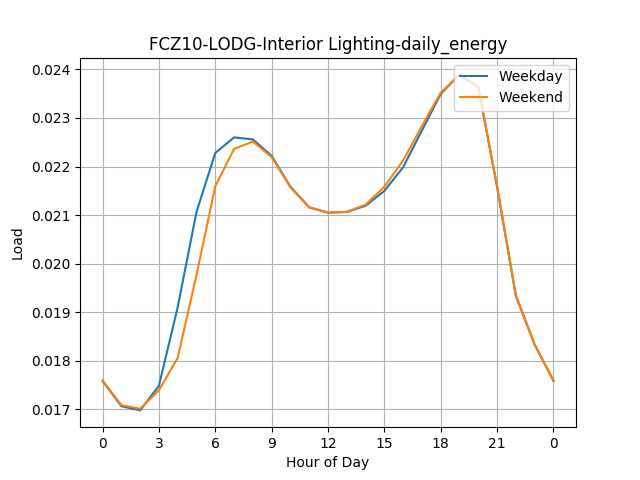 FCZ10-LODG-Interior Lighting-daily_energy
Weekday
Weekend
Load
0.024
0.023
0.022
0.021
0.020
0.019
0.018
0.017
0 3 6 9 12 15 18 21 0
Hour of Day